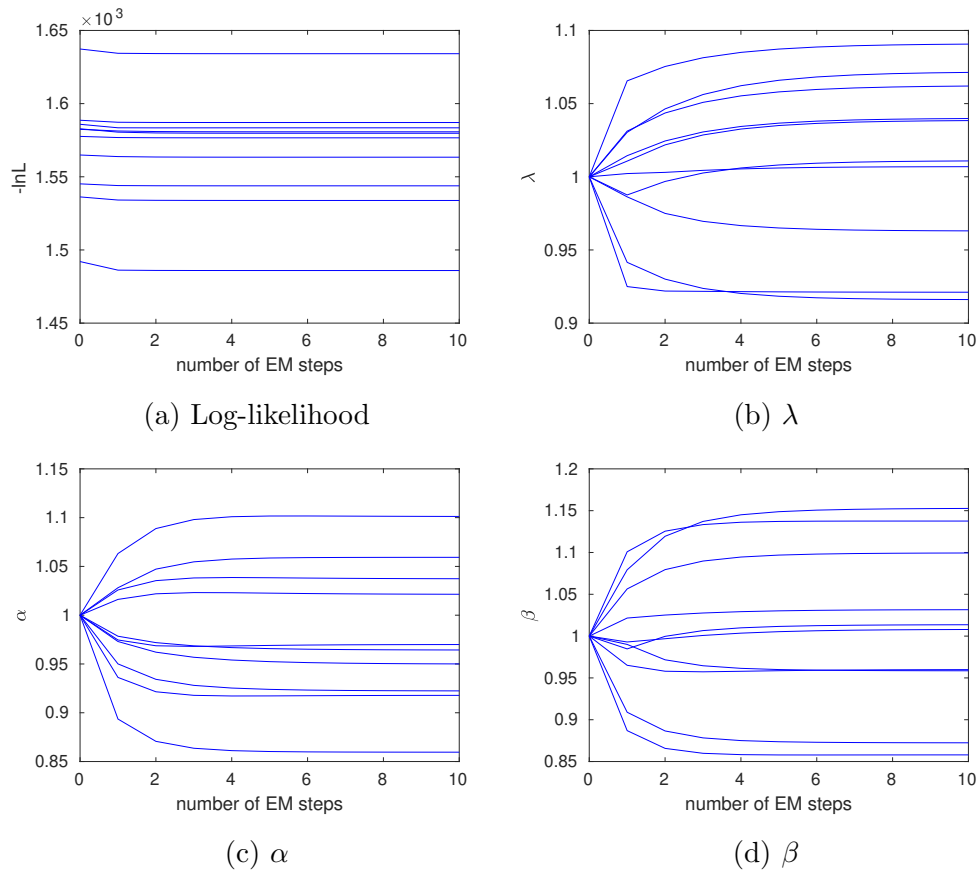 ×10³
1.65
1.6
1.55
1.5
1.45
-lnL
0 2 4 6 8 10
number of EM steps
(a) Log-likelihood
1.1
1.05
1
0.95
0.9
λ
0 2 4 6 8 10
number of EM steps
(b) λ
1.15
1.1
1.05
1
0.95
0.9
0.85
α
0 2 4 6 8 10
number of EM steps
(c) α
1.2
1.15
1.1
1.05
1
0.95
0.9
0.85
β
0 2 4 6 8 10
number of EM steps
(d) β